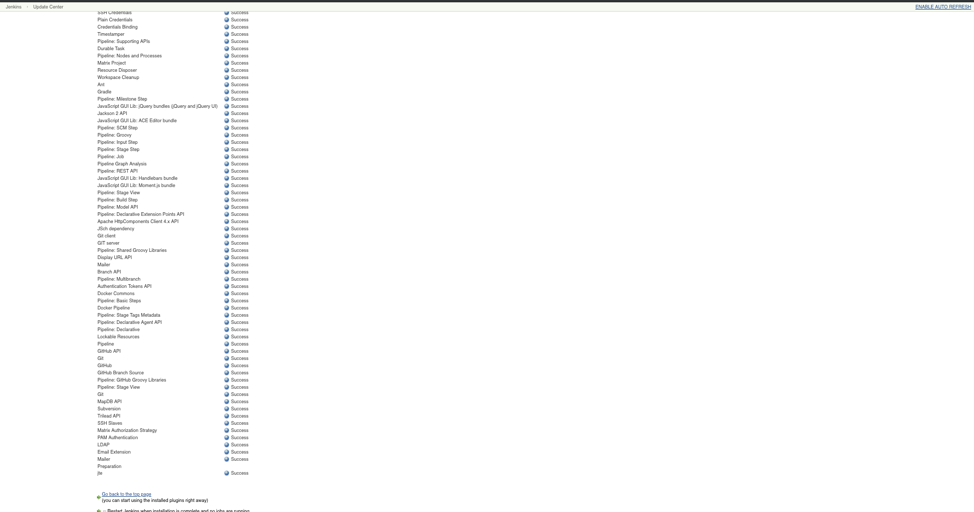 Jenkins Update Center ENABLE AUTO REFRESH
SSH Credentials Success
Plain Credentials Success
Credentials Binding Success
Timestamper Success
Pipeline: Supporting APIs Success
Durable Task Success
Pipeline: Nodes and Processes Success
Matrix Project Success
Resource Disposer Success
Workspace Cleanup Success
Ant Success
Gradle Success
Pipeline: Milestone Step Success
JavaScript GUI Lib: jQuery bundles (jQuery and jQuery UI) Success
Jackson 2 API Success
JavaScript GUI Lib: ACE Editor bundle Success
Pipeline: SCM Step Success
Pipeline: Groovy Success
Pipeline: Input Step Success
Pipeline: Stage Step Success
Pipeline: Job Success
Pipeline Graph Analysis Success
Pipeline: REST API Success
JavaScript GUI Lib: Handlebars bundle Success
JavaScript GUI Lib: Moment.js bundle Success
Pipeline: Stage View Success
Pipeline: Build Step Success
Pipeline: Model API Success
Pipeline: Declarative Extension Points API Success
Apache HttpComponents Client 4.x API Success
JSch dependency Success
Git client Success
GIT server Success
Pipeline: Shared Groovy Libraries Success
Display URL API Success
Mailer Success
Branch API Success
Pipeline: Multibranch Success
Authentication Tokens API Success
Docker Commons Success
Pipeline: Basic Steps Success
Docker Pipeline Success
Pipeline: Stage Tags Metadata Success
Pipeline: Declarative Agent API Success
Pipeline: Declarative Success
Lockable Resources Success
Pipeline Success
GitHub API Success
Git Success
GitHub Success
GitHub Branch Source Success
Pipeline: GitHub Groovy Libraries Success
Pipeline: Stage View Success
Git Success
MapDB API Success
Subversion Success
Trilead API Success
SSH Slaves Success
Matrix Authorization Strategy Success
PAM Authentication Success
LDAP Success
Email Extension Success
Mailer Success
Preparation
jte Success
Go back to the top page
(you can start using the installed plugins right away)
Restart Jenkins when installation is complete and no jobs are running